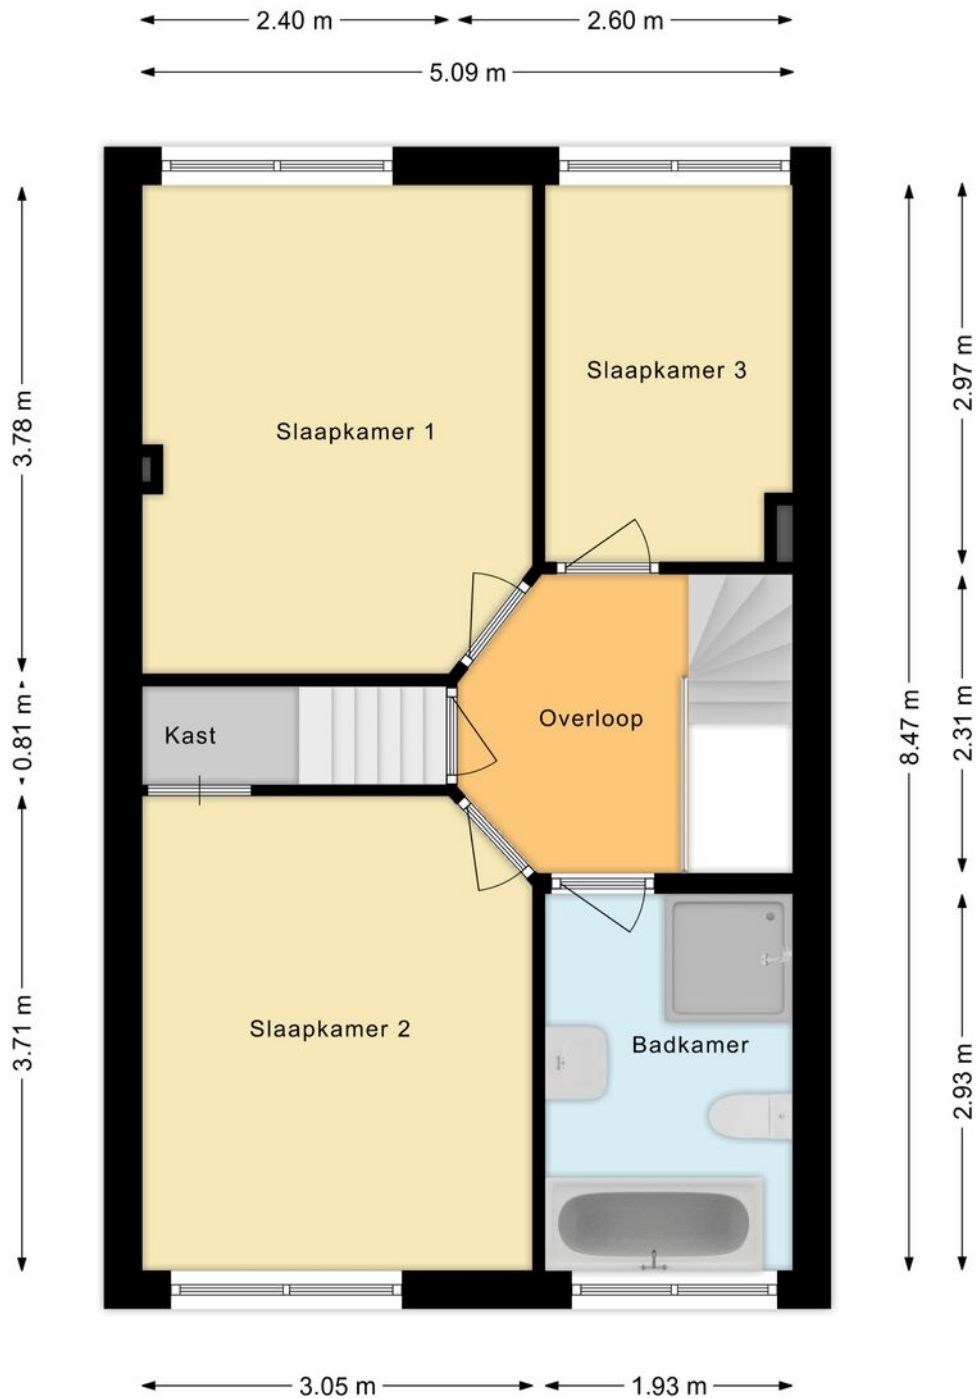 2.40 m
2.60 m
5.09 m
Slaapkamer 3
2.97 m
3.78 m
Slaapkamer 1
Overloop
0.81 m
Kast
8.47 m
2.31 m
Slaapkamer 2
3.71 m
Badkamer
2.93 m
3.05 m
1.93 m